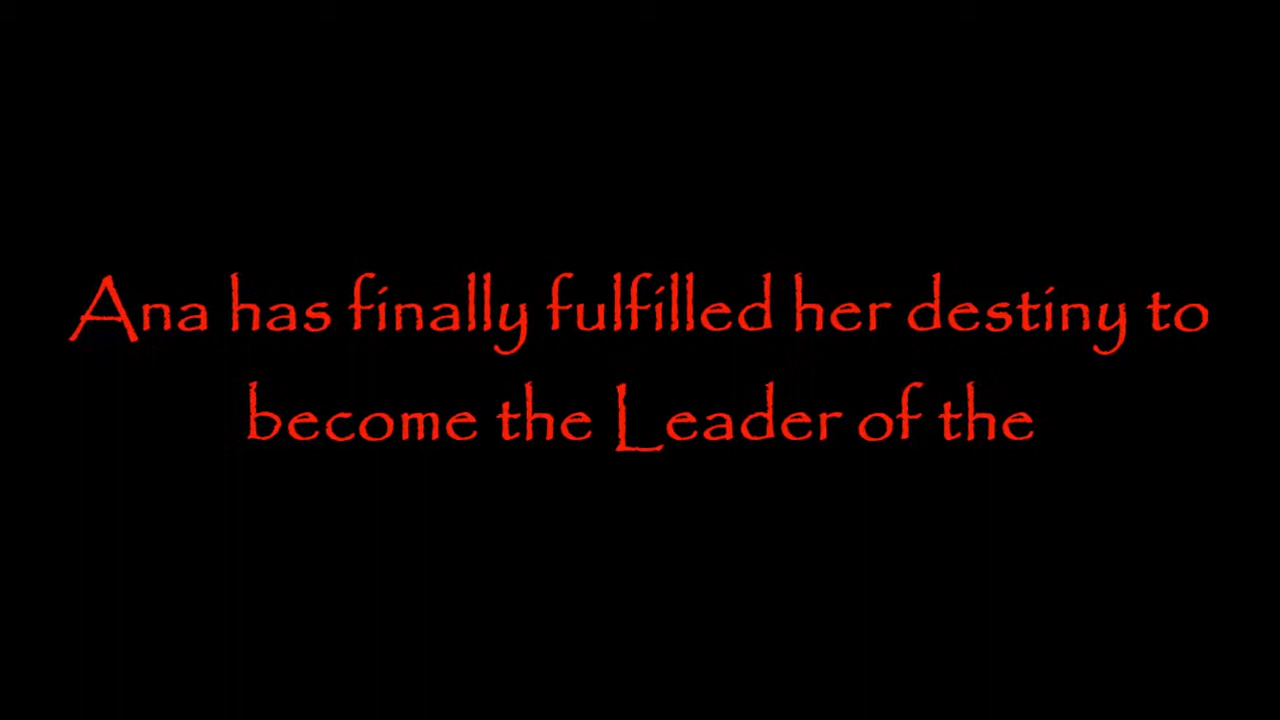 Ana has finally fulfilled her destiny to
become the Leader of the